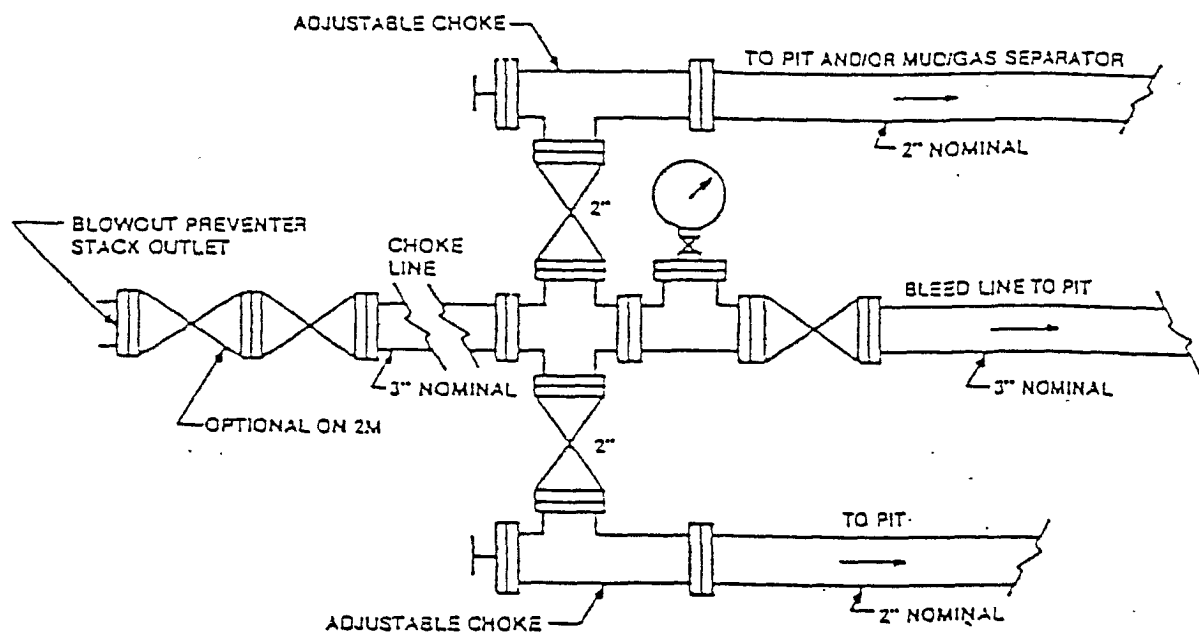 ADJUSTABLE CHOKE
TO PIT AND/OR MUD/GAS SEPARATOR
2" NOMINAL
2"
BLOWOUT PREVENTER
STACK OUTLET
CHOKE
LINE
BLEED LINE TO PIT
3" NOMINAL
3" NOMINAL
OPTIONAL ON 2M
2"
TO PIT
2" NOMINAL
ADJUSTABLE CHOKE